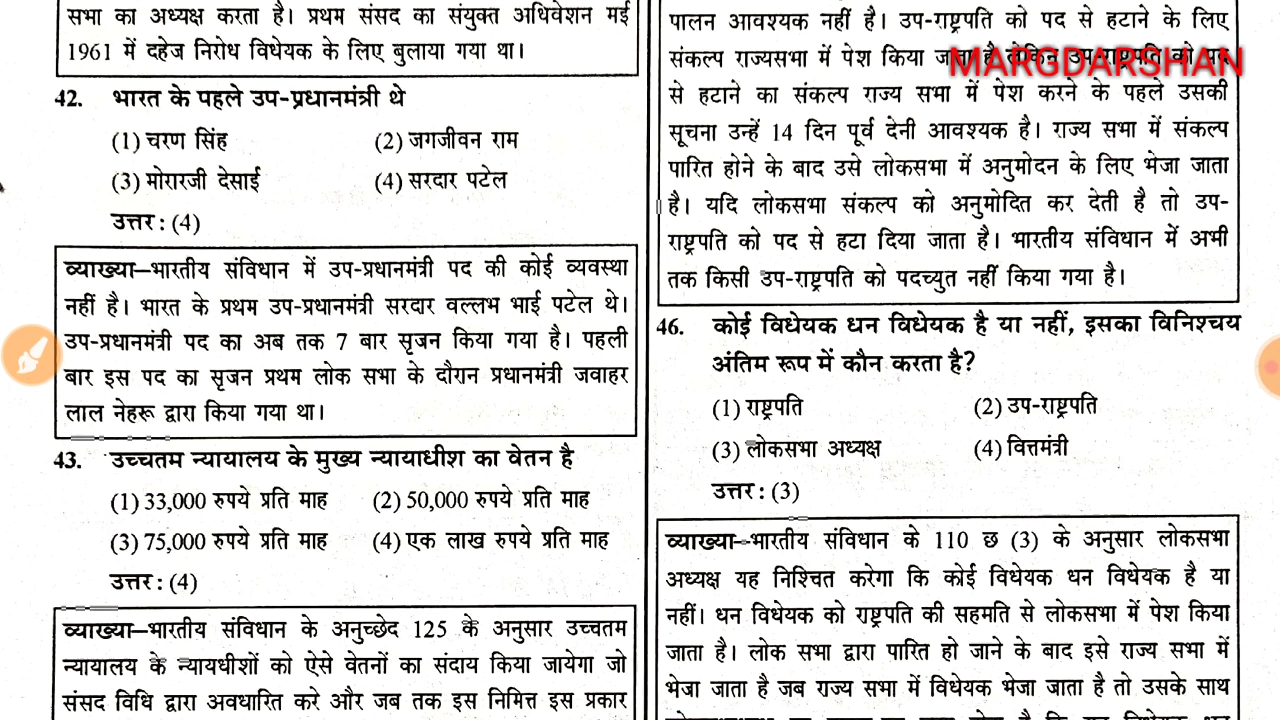 सभा का अध्यक्ष करता है। प्रथम संसद का संयुक्त अधिवेशन मई
1961 में दहेज निरोध विधेयक के लिए बुलाया गया था।
42. भारत के पहले उप-प्रधानमंत्री थे
(1) चरण सिंह (2) जगजीवन राम
(3) मोरारजी देसाई (4) सरदार पटेल
उत्तर : (4)
व्याख्या–भारतीय संविधान में उप-प्रधानमंत्री पद की कोई व्यवस्था
नहीं है। भारत के प्रथम उप-प्रधानमंत्री सरदार वल्लभ भाई पटेल थे।
उप-प्रधानमंत्री पद का अब तक 7 बार सृजन किया गया है। पहली
बार इस पद का सृजन प्रथम लोक सभा के दौरान प्रधानमंत्री जवाहर
लाल नेहरू द्वारा किया गया था।
43. उच्चतम न्यायालय के मुख्य न्यायाधीश का वेतन है
(1) 33,000 रुपये प्रति माह (2) 50,000 रुपये प्रति माह
(3) 75,000 रुपये प्रति माह (4) एक लाख रुपये प्रति माह
उत्तर : (4)
व्याख्या–भारतीय संविधान के अनुच्छेद 125 के अनुसार उच्चतम
न्यायालय के न्यायधीशों को ऐसे वेतनों का संदाय किया जायेगा जो
संसद विधि द्वारा अवधारित करे और जब तक इस निमित्त इस प्रकार
पालन आवश्यक नहीं है। उप-राष्ट्रपति को पद से हटाने के लिए
संकल्प राज्यसभा में पेश किया जाता है लेकिन उप-राष्ट्रपति को पद
MARGDARSHAN
से हटाने का संकल्प राज्य सभा में पेश करने के पहले उसकी
सूचना उन्हें 14 दिन पूर्व देनी आवश्यक है। राज्य सभा में संकल्प
पारित होने के बाद उसे लोकसभा में अनुमोदन के लिए भेजा जाता
है। यदि लोकसभा संकल्प को अनुमोदित कर देती है तो उप-
राष्ट्रपति को पद से हटा दिया जाता है। भारतीय संविधान में अभी
तक किसी उप-राष्ट्रपति को पदच्युत नहीं किया गया है।
46. कोई विधेयक धन विधेयक है या नहीं, इसका विनिश्चय
अंतिम रूप में कौन करता है?
(1) राष्ट्रपति (2) उप-राष्ट्रपति
(3) लोकसभा अध्यक्ष (4) वित्तमंत्री
उत्तर : (3)
व्याख्या–भारतीय संविधान के 110 छ (3) के अनुसार लोकसभा
अध्यक्ष यह निश्चित करेगा कि कोई विधेयक धन विधेयक है या
नहीं। धन विधेयक को राष्ट्रपति की सहमति से लोकसभा में पेश किया
जाता है। लोक सभा द्वारा पारित हो जाने के बाद इसे राज्य सभा में
भेजा जाता है जब राज्य सभा में विधेयक भेजा जाता है तो उसके साथ